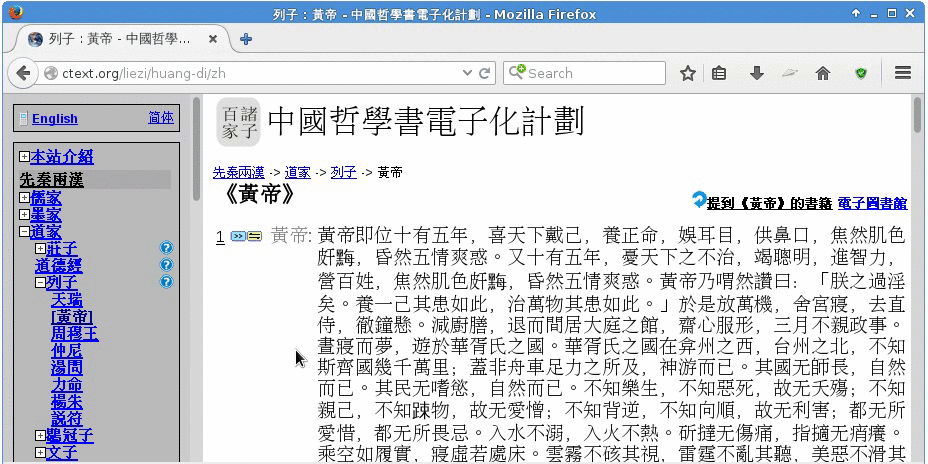 列子：黃帝 - 中國哲學書電子化計劃 - Mozilla Firefox
列子：黃帝 - 中國哲學書...
ctext.org/liezi/huang-di/zh
Search
English 简体
本站介紹
先秦兩漢
儒家
墨家
道家
莊子
道德經
列子
天瑞
[黃帝]
周穆王
仲尼
湯問
力命
楊朱
說符
鶡冠子
文子
諸子百家
中國哲學書電子化計劃
先秦兩漢 -> 道家 -> 列子 -> 黃帝
《黃帝》
提到《黃帝》的書籍 電子圖書館
1 黃帝: 黃帝即位十有五年，喜天下戴己，養正命，娛耳目，供鼻口，焦然肌色
皯黣，昏然五情爽惑。又十有五年，憂天下之不治，竭聰明，進智力，
營百姓，焦然肌色皯黣，昏然五情爽惑。黃帝乃喟然讚曰：「朕之過淫
矣。養一己其患如此，治萬物其患如此。」於是放萬機，舍宮寢，去直
侍，徹鐘懸。減廚膳，退而閒居大庭之館，齋心服形，三月不親政事。
晝寢而夢，遊於華胥氏之國。華胥氏之國在弇州之西，台州之北，不知
斯齊國幾千萬里；蓋非舟車足力之所及，神游而已。其國無師長，自然
而已。其民无嗜慾，自然而已。不知樂生，不知惡死，故无夭殤；不知
親己，不知踈物，故无愛憎；不知背逆，不知向順，故无利害；都无所
愛惜，都无所畏忌。入水不溺，入火不熱。斫撻无傷痛，指擿无痟癢。
乘空如履實，寢虛若處床。雲霧不硋其視，雷霆不亂其聽，美惡不滑其